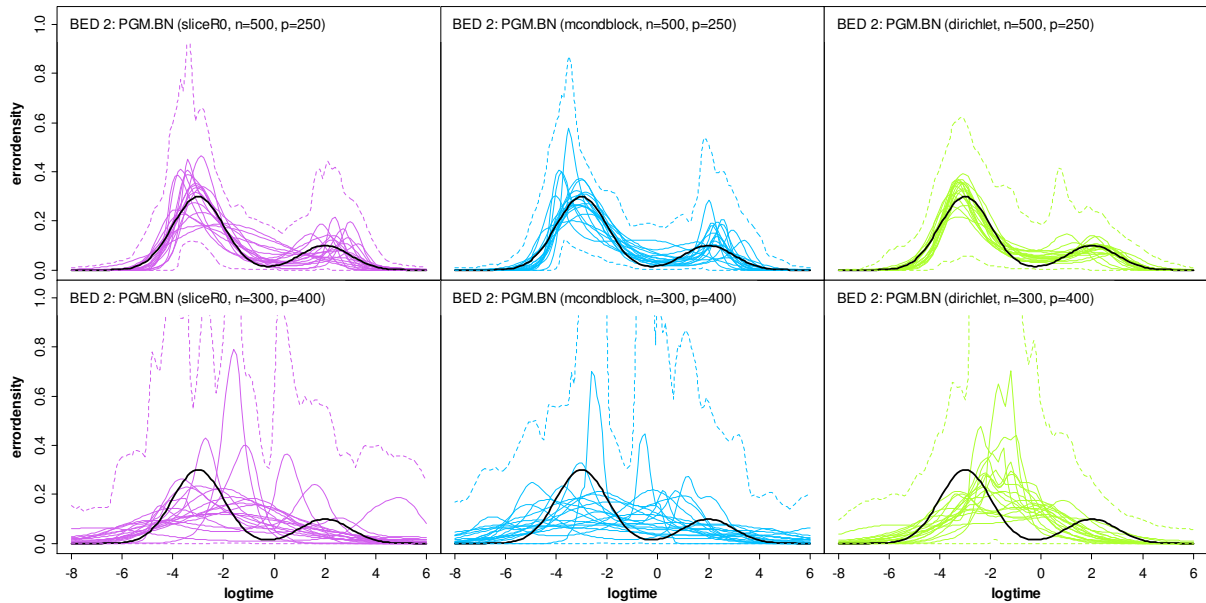 BED 2: PGM.BN (sliceR0, n=500, p=250)
BED 2: PGM.BN (mcondblock, n=500, p=250)
BED 2: PGM.BN (dirichlet, n=500, p=250)
errordensity
1.0
0.8
0.6
0.4
0.2
0.0
BED 2: PGM.BN (sliceR0, n=300, p=400)
BED 2: PGM.BN (mcondblock, n=300, p=400)
BED 2: PGM.BN (dirichlet, n=300, p=400)
errordensity
1.0
0.8
0.6
0.4
0.2
0.0
-8 -6 -4 -2 0 2 4 6
-8 -6 -4 -2 0 2 4 6
-8 -6 -4 -2 0 2 4 6
logtime
logtime
logtime